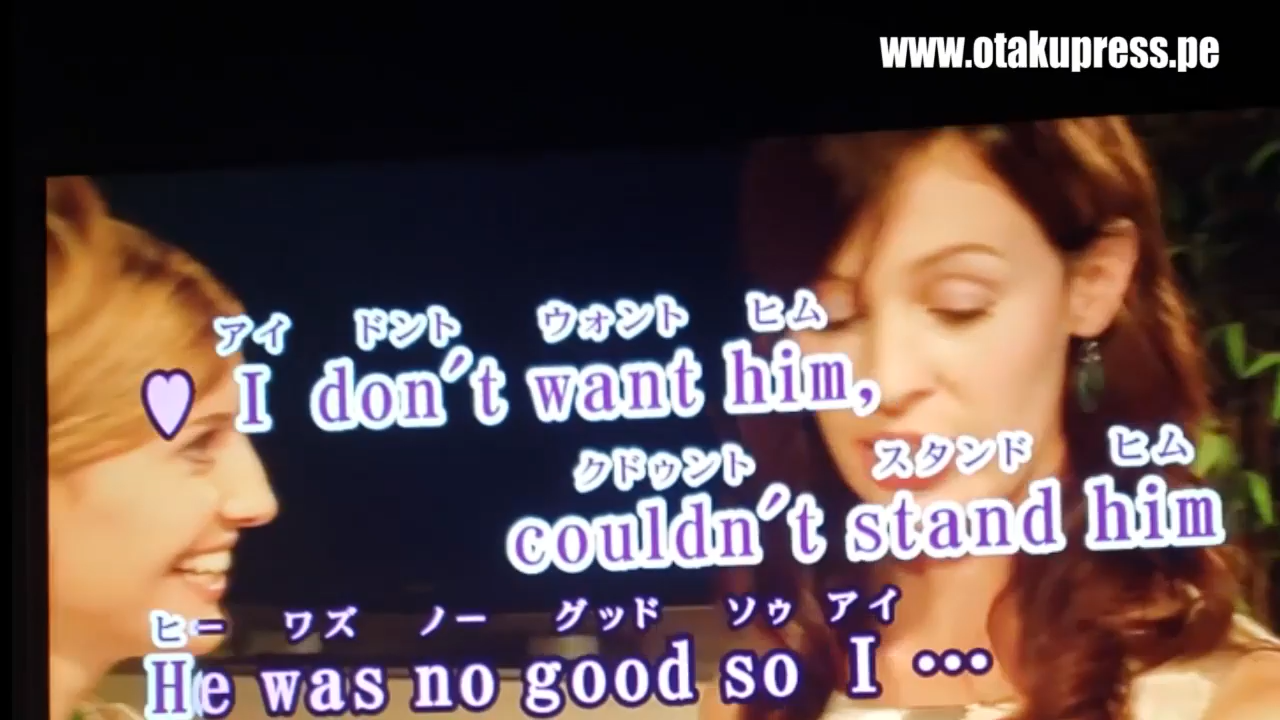 www.otakupress.pe
アイ ドント ウォント ヒム
♥ I don't want him,
クドゥント スタンド ヒム
couldn't stand him
ヒー ワズ ノー グッド ソゥ アイ
He was no good so I …